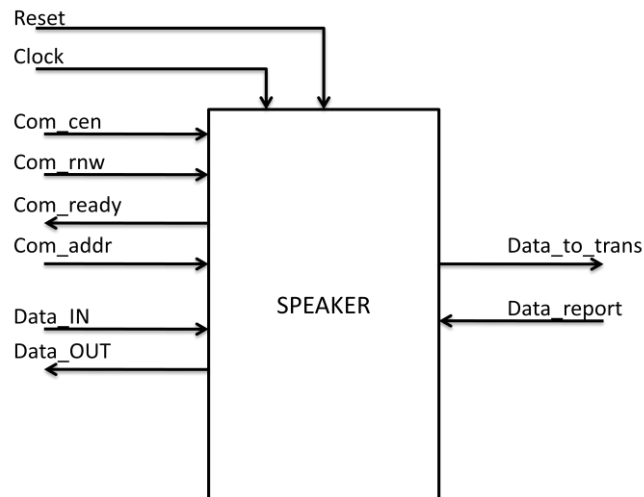 Reset
Clock
Com_cen
Com_rnw
Com_ready
Com_addr
Data_to_trans
SPEAKER
Data_IN
Data_report
Data_OUT